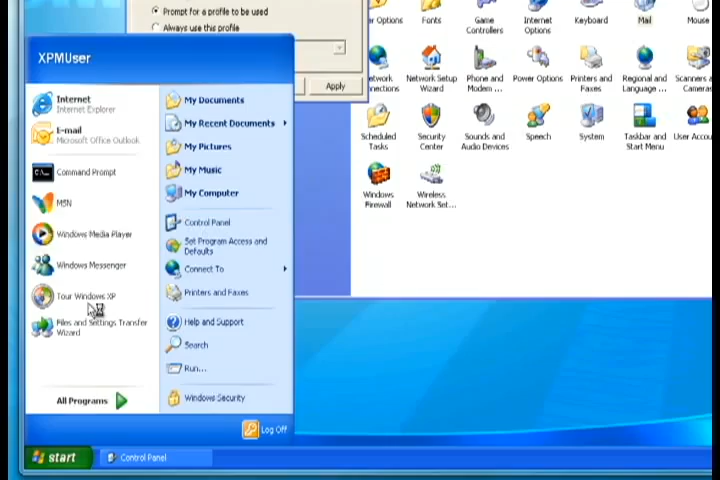 Prompt for a profile to be used
Always use this profile
Apply
er Options
Fonts
Game
Controllers
Internet
Options
Keyboard
Mail
Mouse
etwork
nnections
Network Setup
Wizard
Phone and
Modem ...
Power Options
Printers and
Faxes
Regional and
Language ...
Scanners a
Cameras
Scheduled
Tasks
Security
Center
Sounds and
Audio Devices
Speech
System
Taskbar and
Start Menu
User Accou
Windows
Firewall
Wireless
Network Set...
XPMUser
Internet
Internet Explorer
E-mail
Microsoft Office Outlook
Command Prompt
MSN
Windows Media Player
Windows Messenger
Tour Windows XP
Files and Settings Transfer
Wizard
All Programs
My Documents
My Recent Documents
My Pictures
My Music
My Computer
Control Panel
Set Program Access and
Defaults
Connect To
Printers and Faxes
Help and Support
Search
Run...
Windows Security
Log Off
start
Control Panel